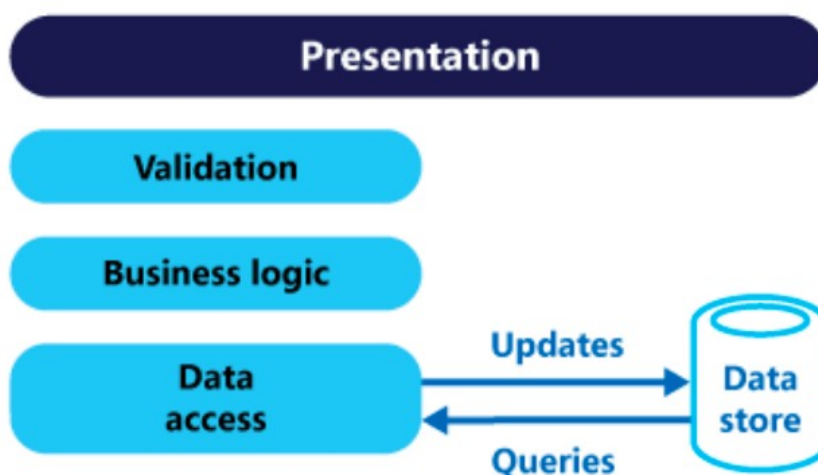 Presentation
Validation
Business logic
Data
access
Updates
Queries
Data
store